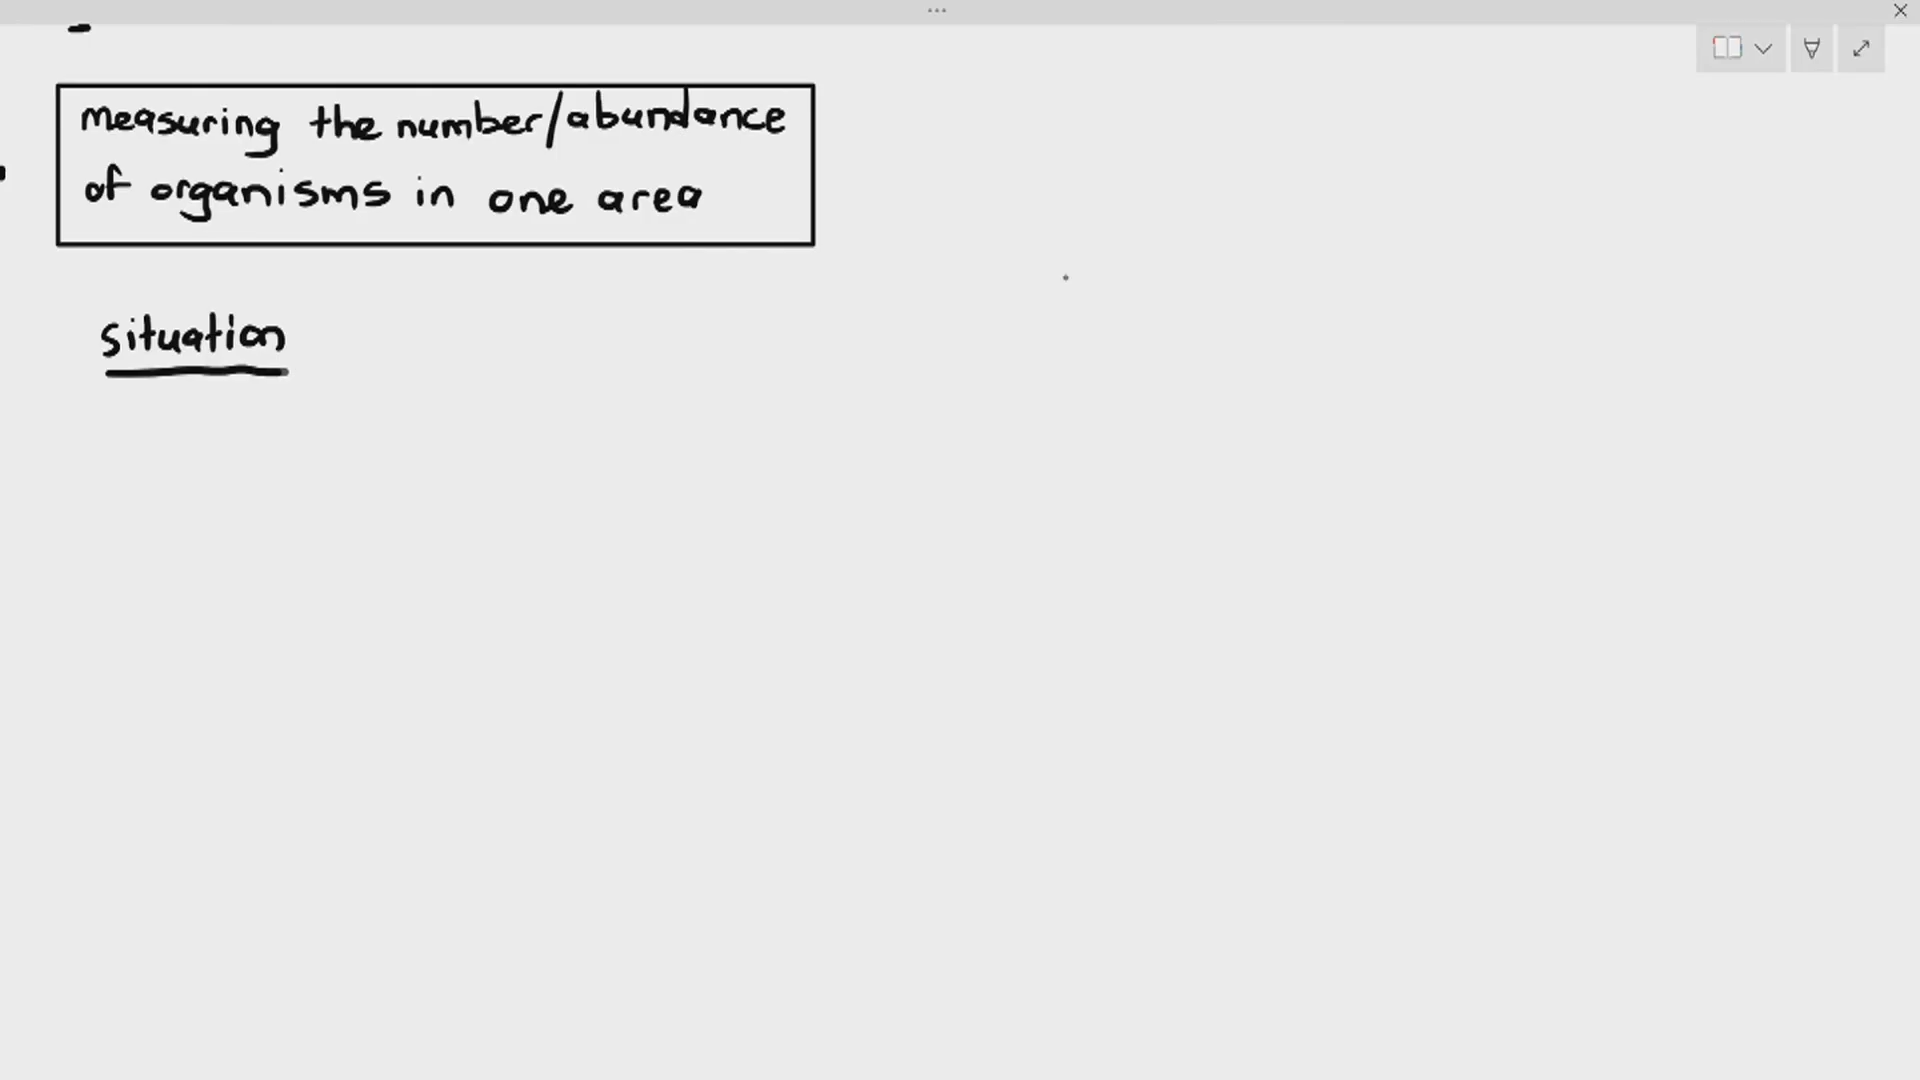 measuring the number/abundance
of organisms in one area
situation